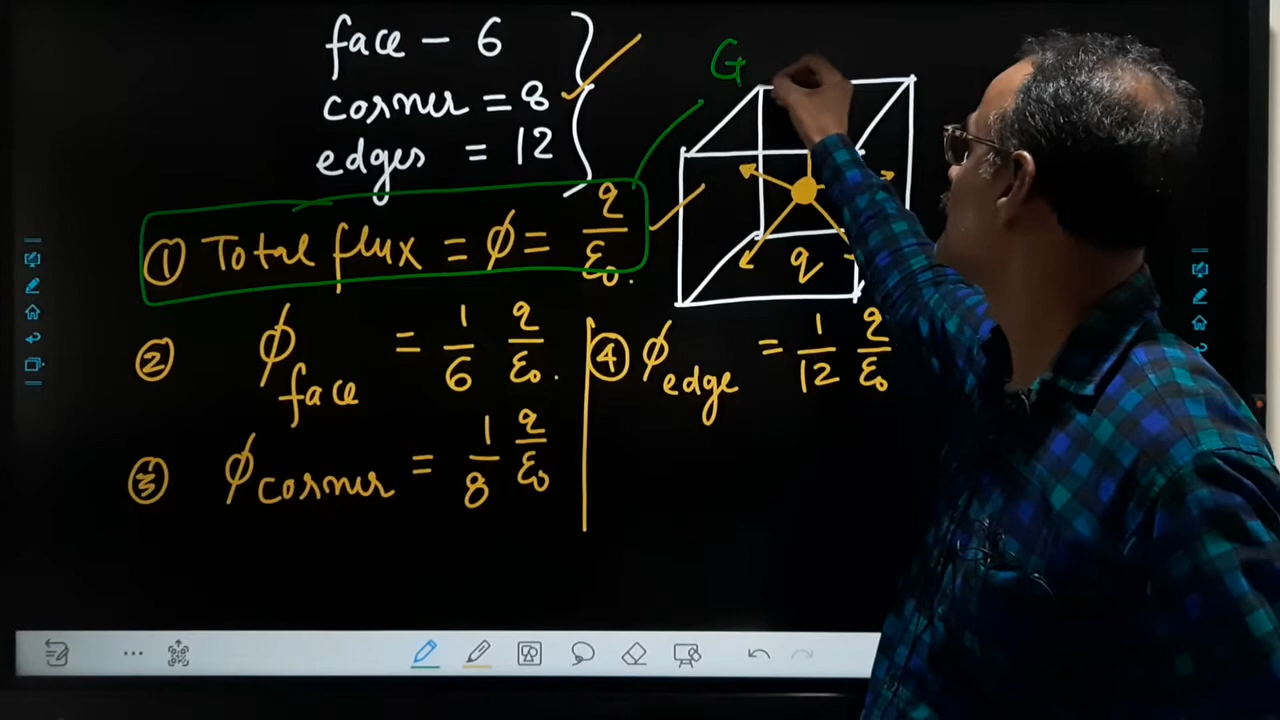 face - 6
corner = 8
edges = 12
G
① Total flux = ϕ = q/ε₀.
q
② ϕ face = 1/6 q/ε₀.
④ ϕ edge = 1/12 q/ε₀
③ ϕ corner = 1/8 q/ε₀